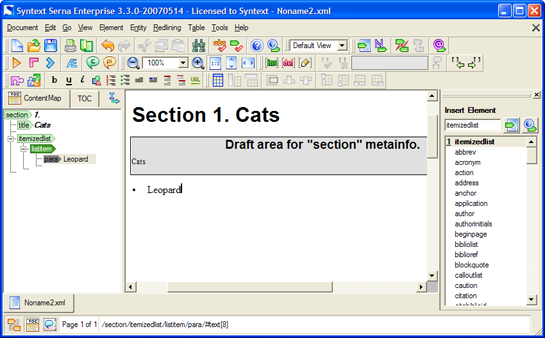 Syntext Serna Enterprise 3.3.0-20070514 - Licensed to Syntext - Noname2.xml
Document Edit Go View Element Entity Redlining Table Tools Help
Default View
100%
1:1
b u i URL
ContentMap TOC
section 1.
title Cats
itemizedlist
listitem
para Leopard
Section 1. Cats
Draft area for "section" metainfo.
Cats
• Leopard
Insert Element
itemizedlist
1 itemizedlist
abbrev
acronym
action
address
anchor
application
author
authorinitials
beginpage
bibliolist
biblioref
blockquote
calloutlist
caution
citation
Noname2.xml
Page 1 of 1 /section/itemizedlist/listitem/para/#text[8]